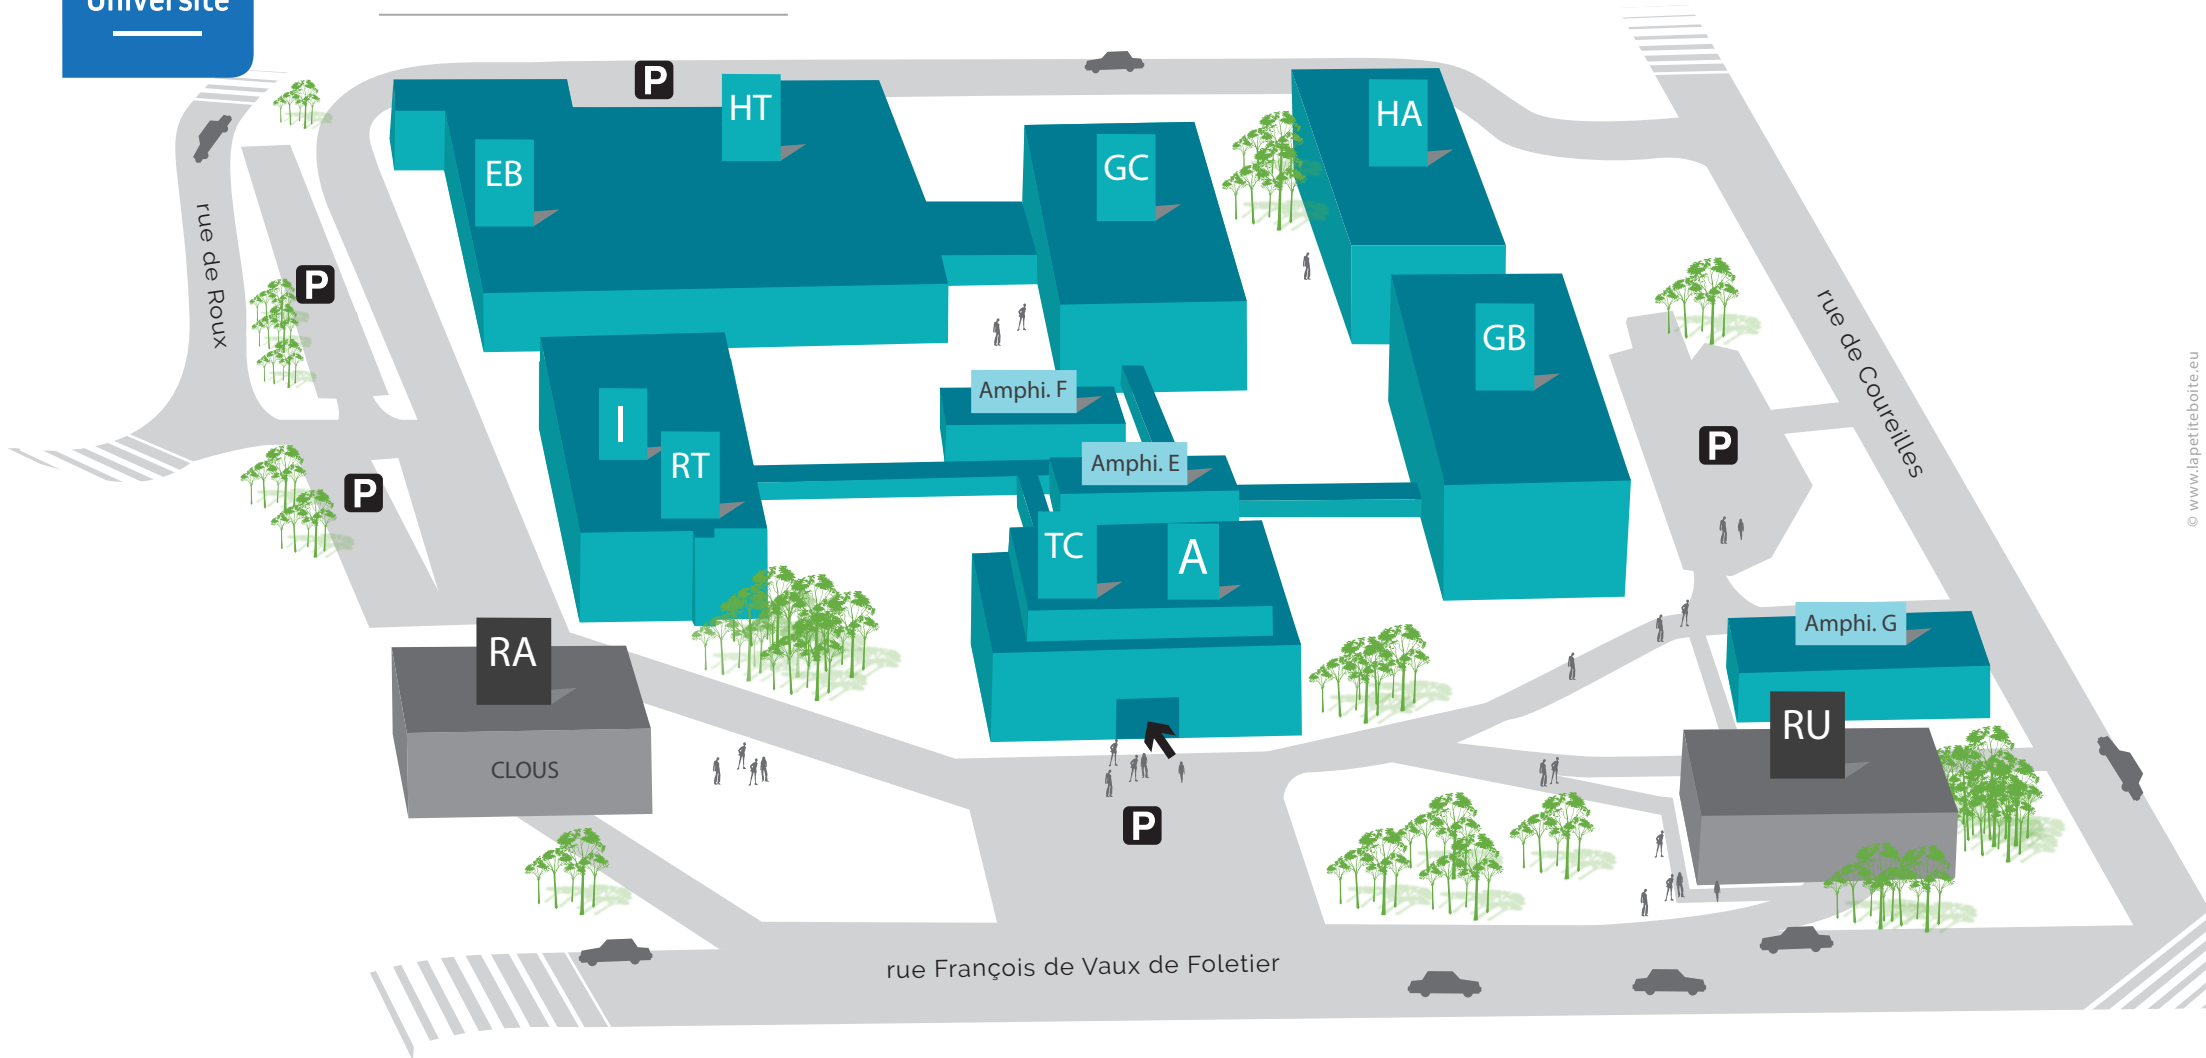 Université
P
HT
HA
EB
GC
rue de Roux
P
GB
rue de Coureilles
© www.lapetiteboite.eu
Amphi. F
I
RT
Amphi. E
P
P
TC
A
RA
Amphi. G
RU
CLOUS
P
rue François de Vaux de Foletier